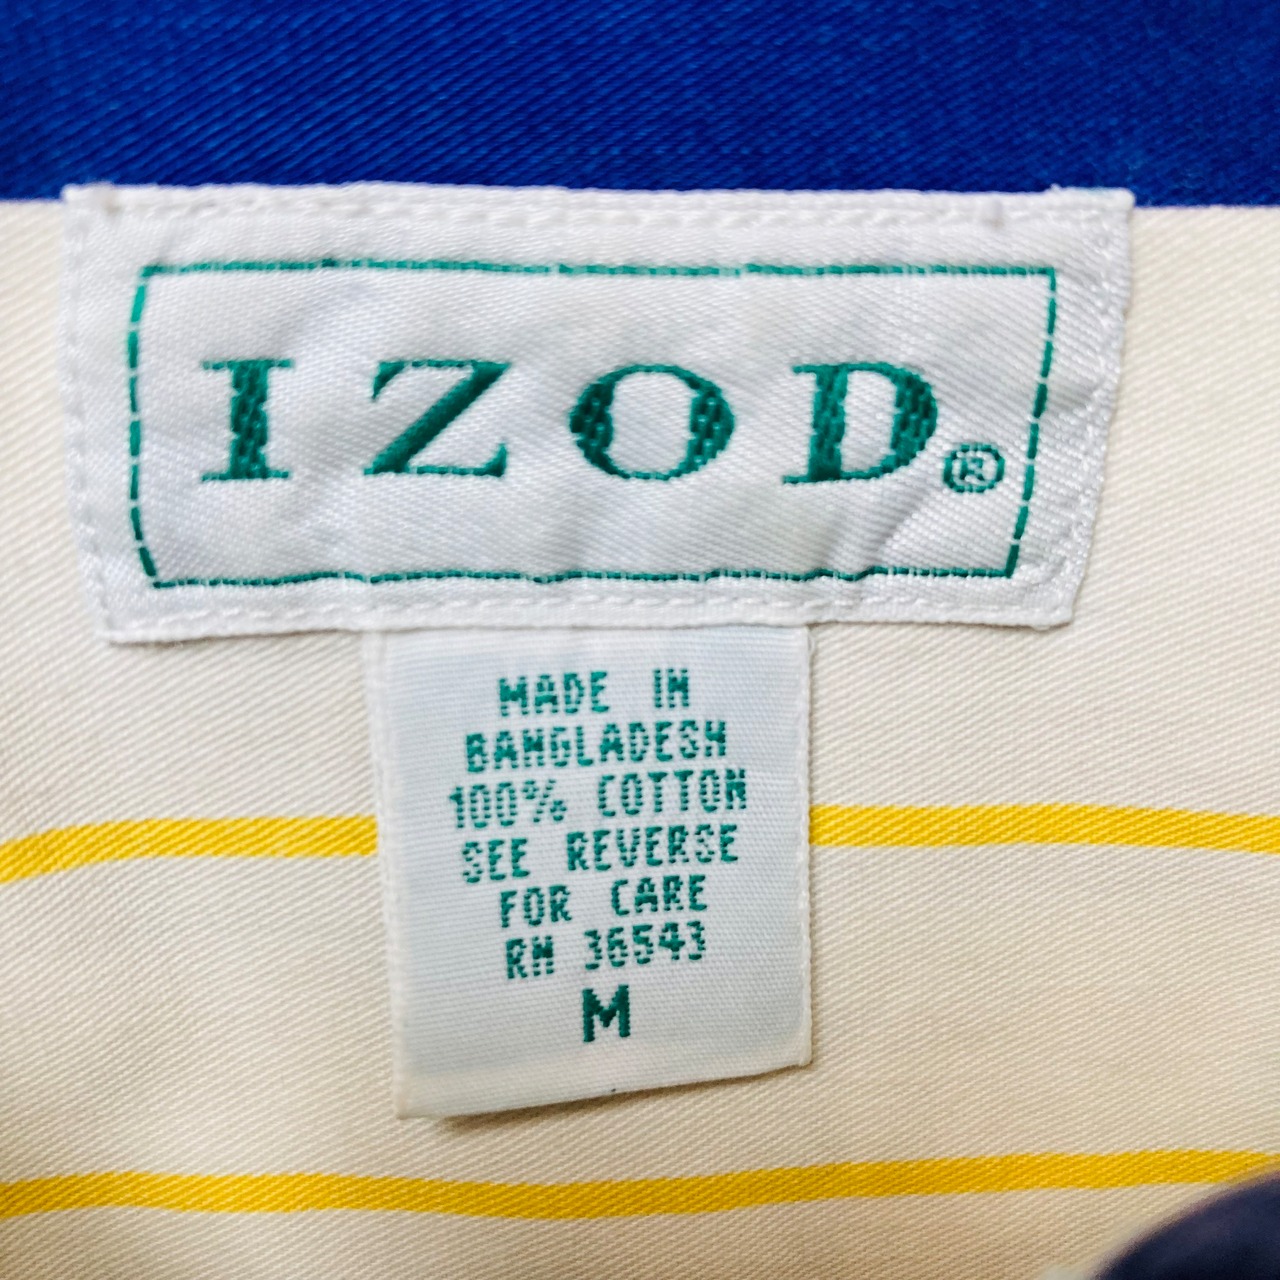 IZOD®
MADE IN
BANGLADESH
100% COTTON
SEE REVERSE
FOR CARE
RN 36543
M